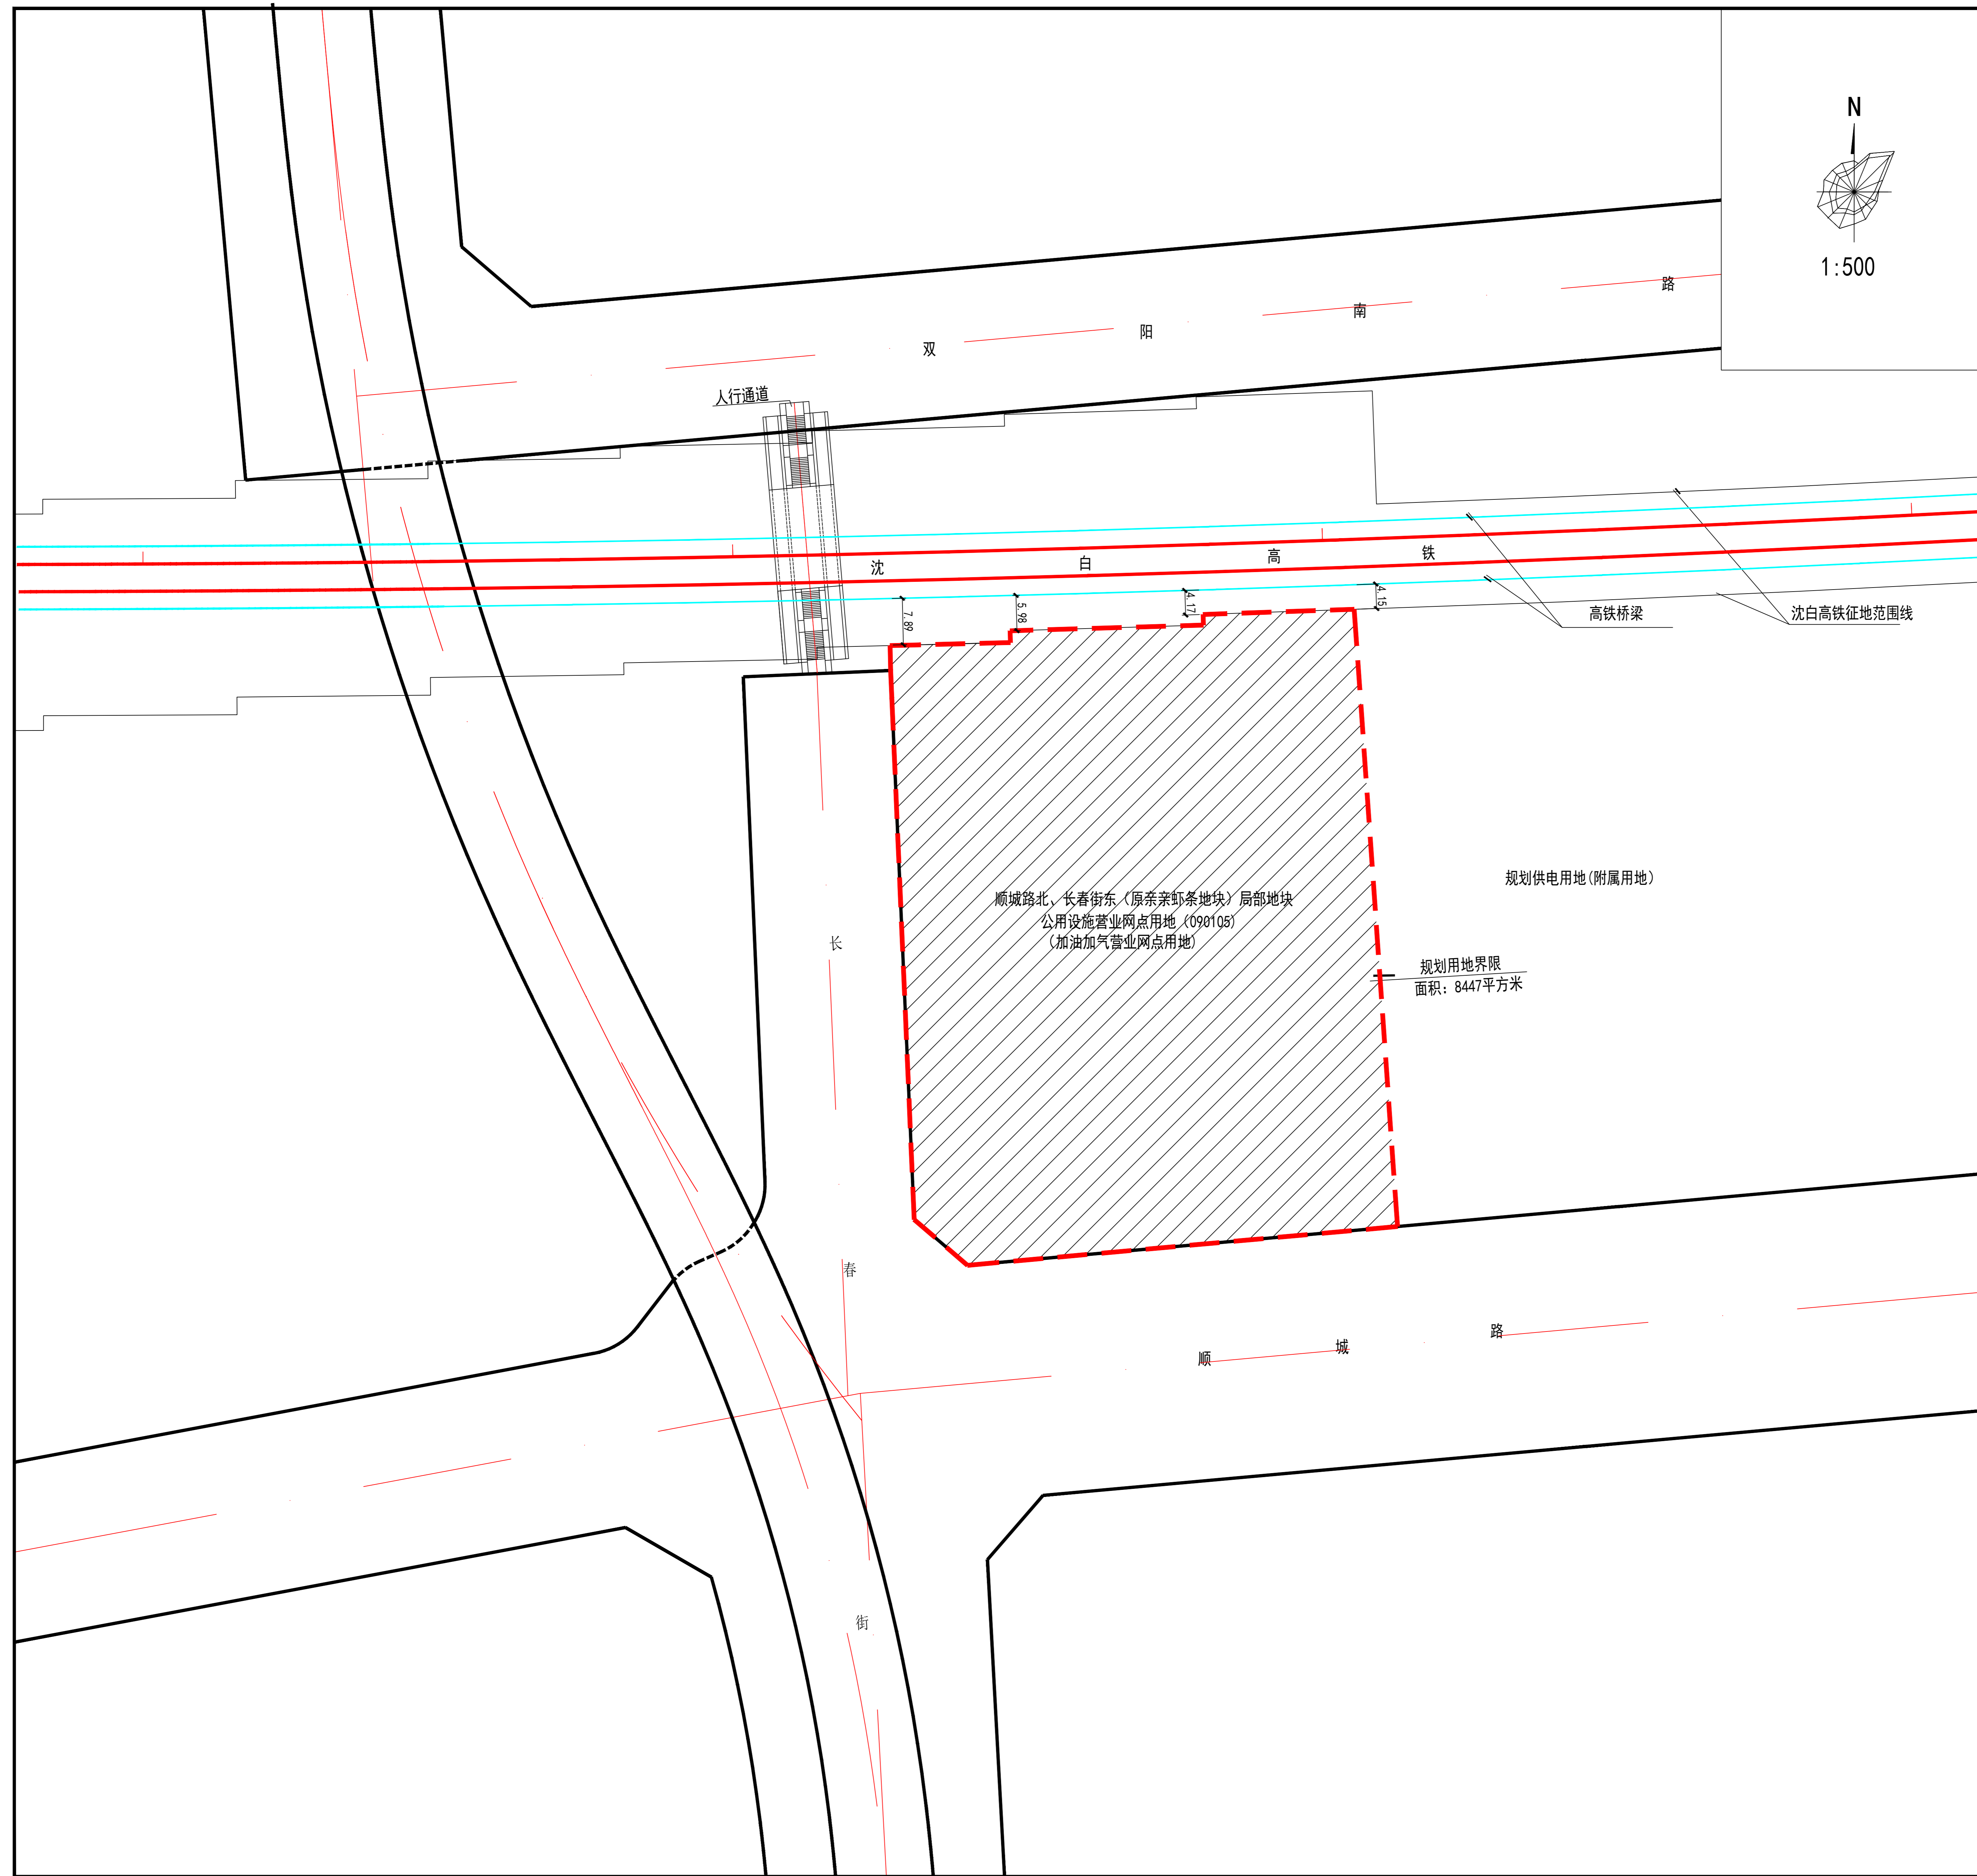 N
1:500
双阳南路
人行通道
沈白高铁
7.89
5.98
4.17
4.15
高铁桥梁
沈白高铁征地范围线
规划供电用地(附属用地)
顺城路北、长春街东（原亲亲虾条地块）局部地块
公用设施营业网点用地（090105）
（加油加气营业网点用地）
规划用地界限
面积：8447平方米
长春街
顺城路